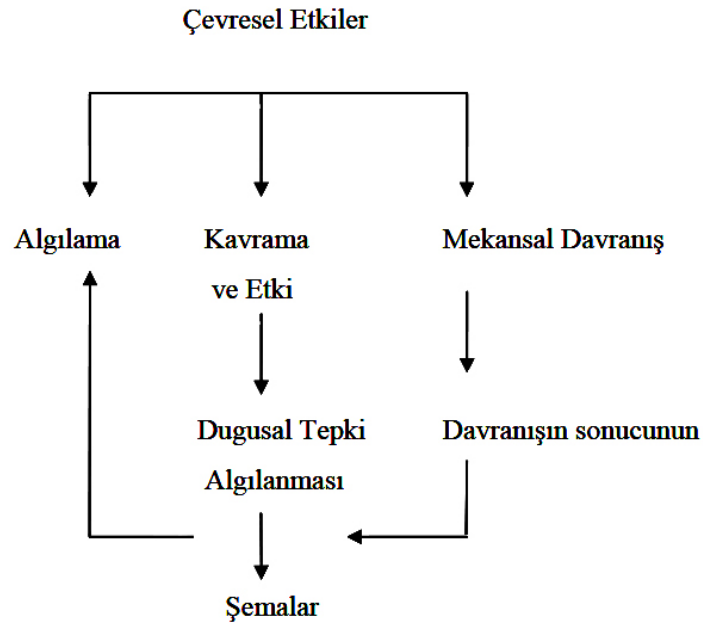 Çevresel Etkiler
Algılama Kavrama Mekansal Davranış
ve Etki
Dugusal Tepki Davranışın sonucunun
Algılanması
Şemalar